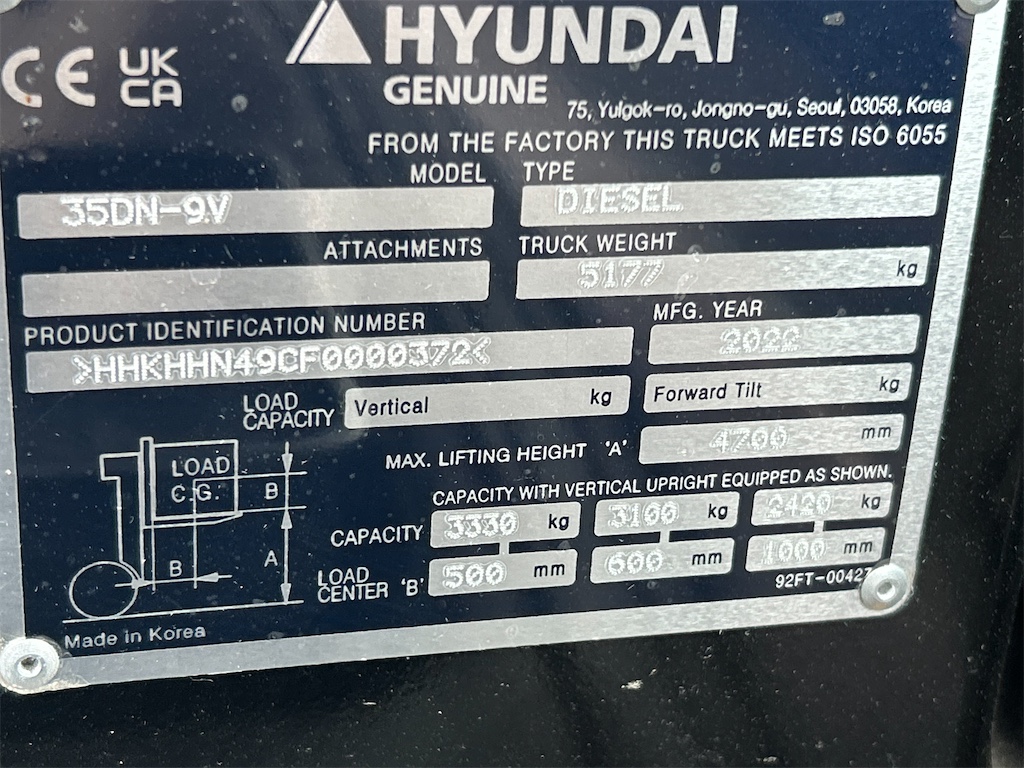 CE UK CA
HYUNDAI
GENUINE
75, Yulgok-ro, Jongno-gu, Seoul, 03058, Korea
FROM THE FACTORY THIS TRUCK MEETS ISO 6055
MODEL TYPE
35DN-9V DIESEL
ATTACHMENTS TRUCK WEIGHT
5177 kg
PRODUCT IDENTIFICATION NUMBER MFG. YEAR
>HHKHHN49CF0000372< 2022
LOAD CAPACITY Vertical kg Forward Tilt kg
MAX. LIFTING HEIGHT 'A' 4700 mm
CAPACITY WITH VERTICAL UPRIGHT EQUIPPED AS SHOWN.
CAPACITY 3330 kg 3100 kg 2420 kg
LOAD CENTER 'B' 500 mm 600 mm 1000 mm
92FT-00427
LOAD
C.G.
B
B
A
Made in Korea